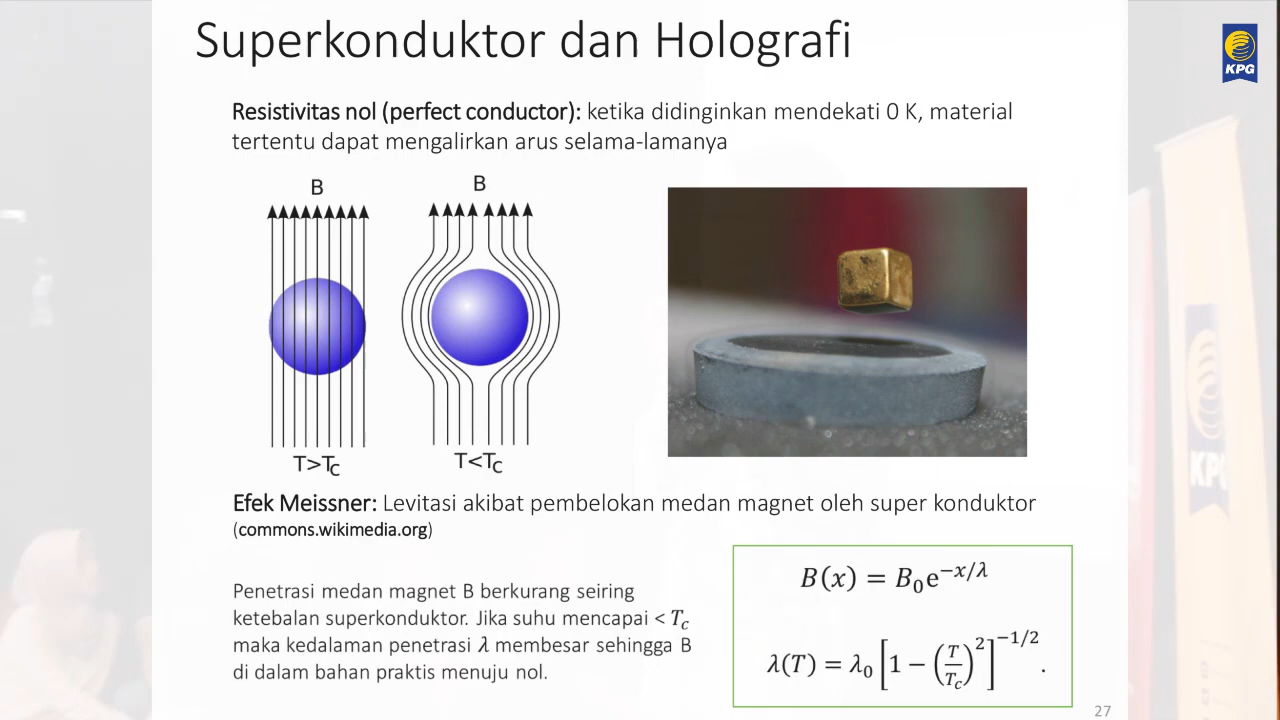 Superkonduktor dan Holografi
KPG
Resistivitas nol (perfect conductor): ketika didinginkan mendekati 0 K, material
tertentu dapat mengalirkan arus selama-lamanya
B
B
T>T_C
T<T_C
Efek Meissner: Levitasi akibat pembelokan medan magnet oleh super konduktor
(commons.wikimedia.org)
Penetrasi medan magnet B berkurang seiring
ketebalan superkonduktor. Jika suhu mencapai < T_c
maka kedalaman penetrasi λ membesar sehingga B
di dalam bahan praktis menuju nol.
B(x) = B₀e^{−x/λ}
λ(T) = λ₀ [1 − (T/T_c)²]^{−1/2}.
KPG
27